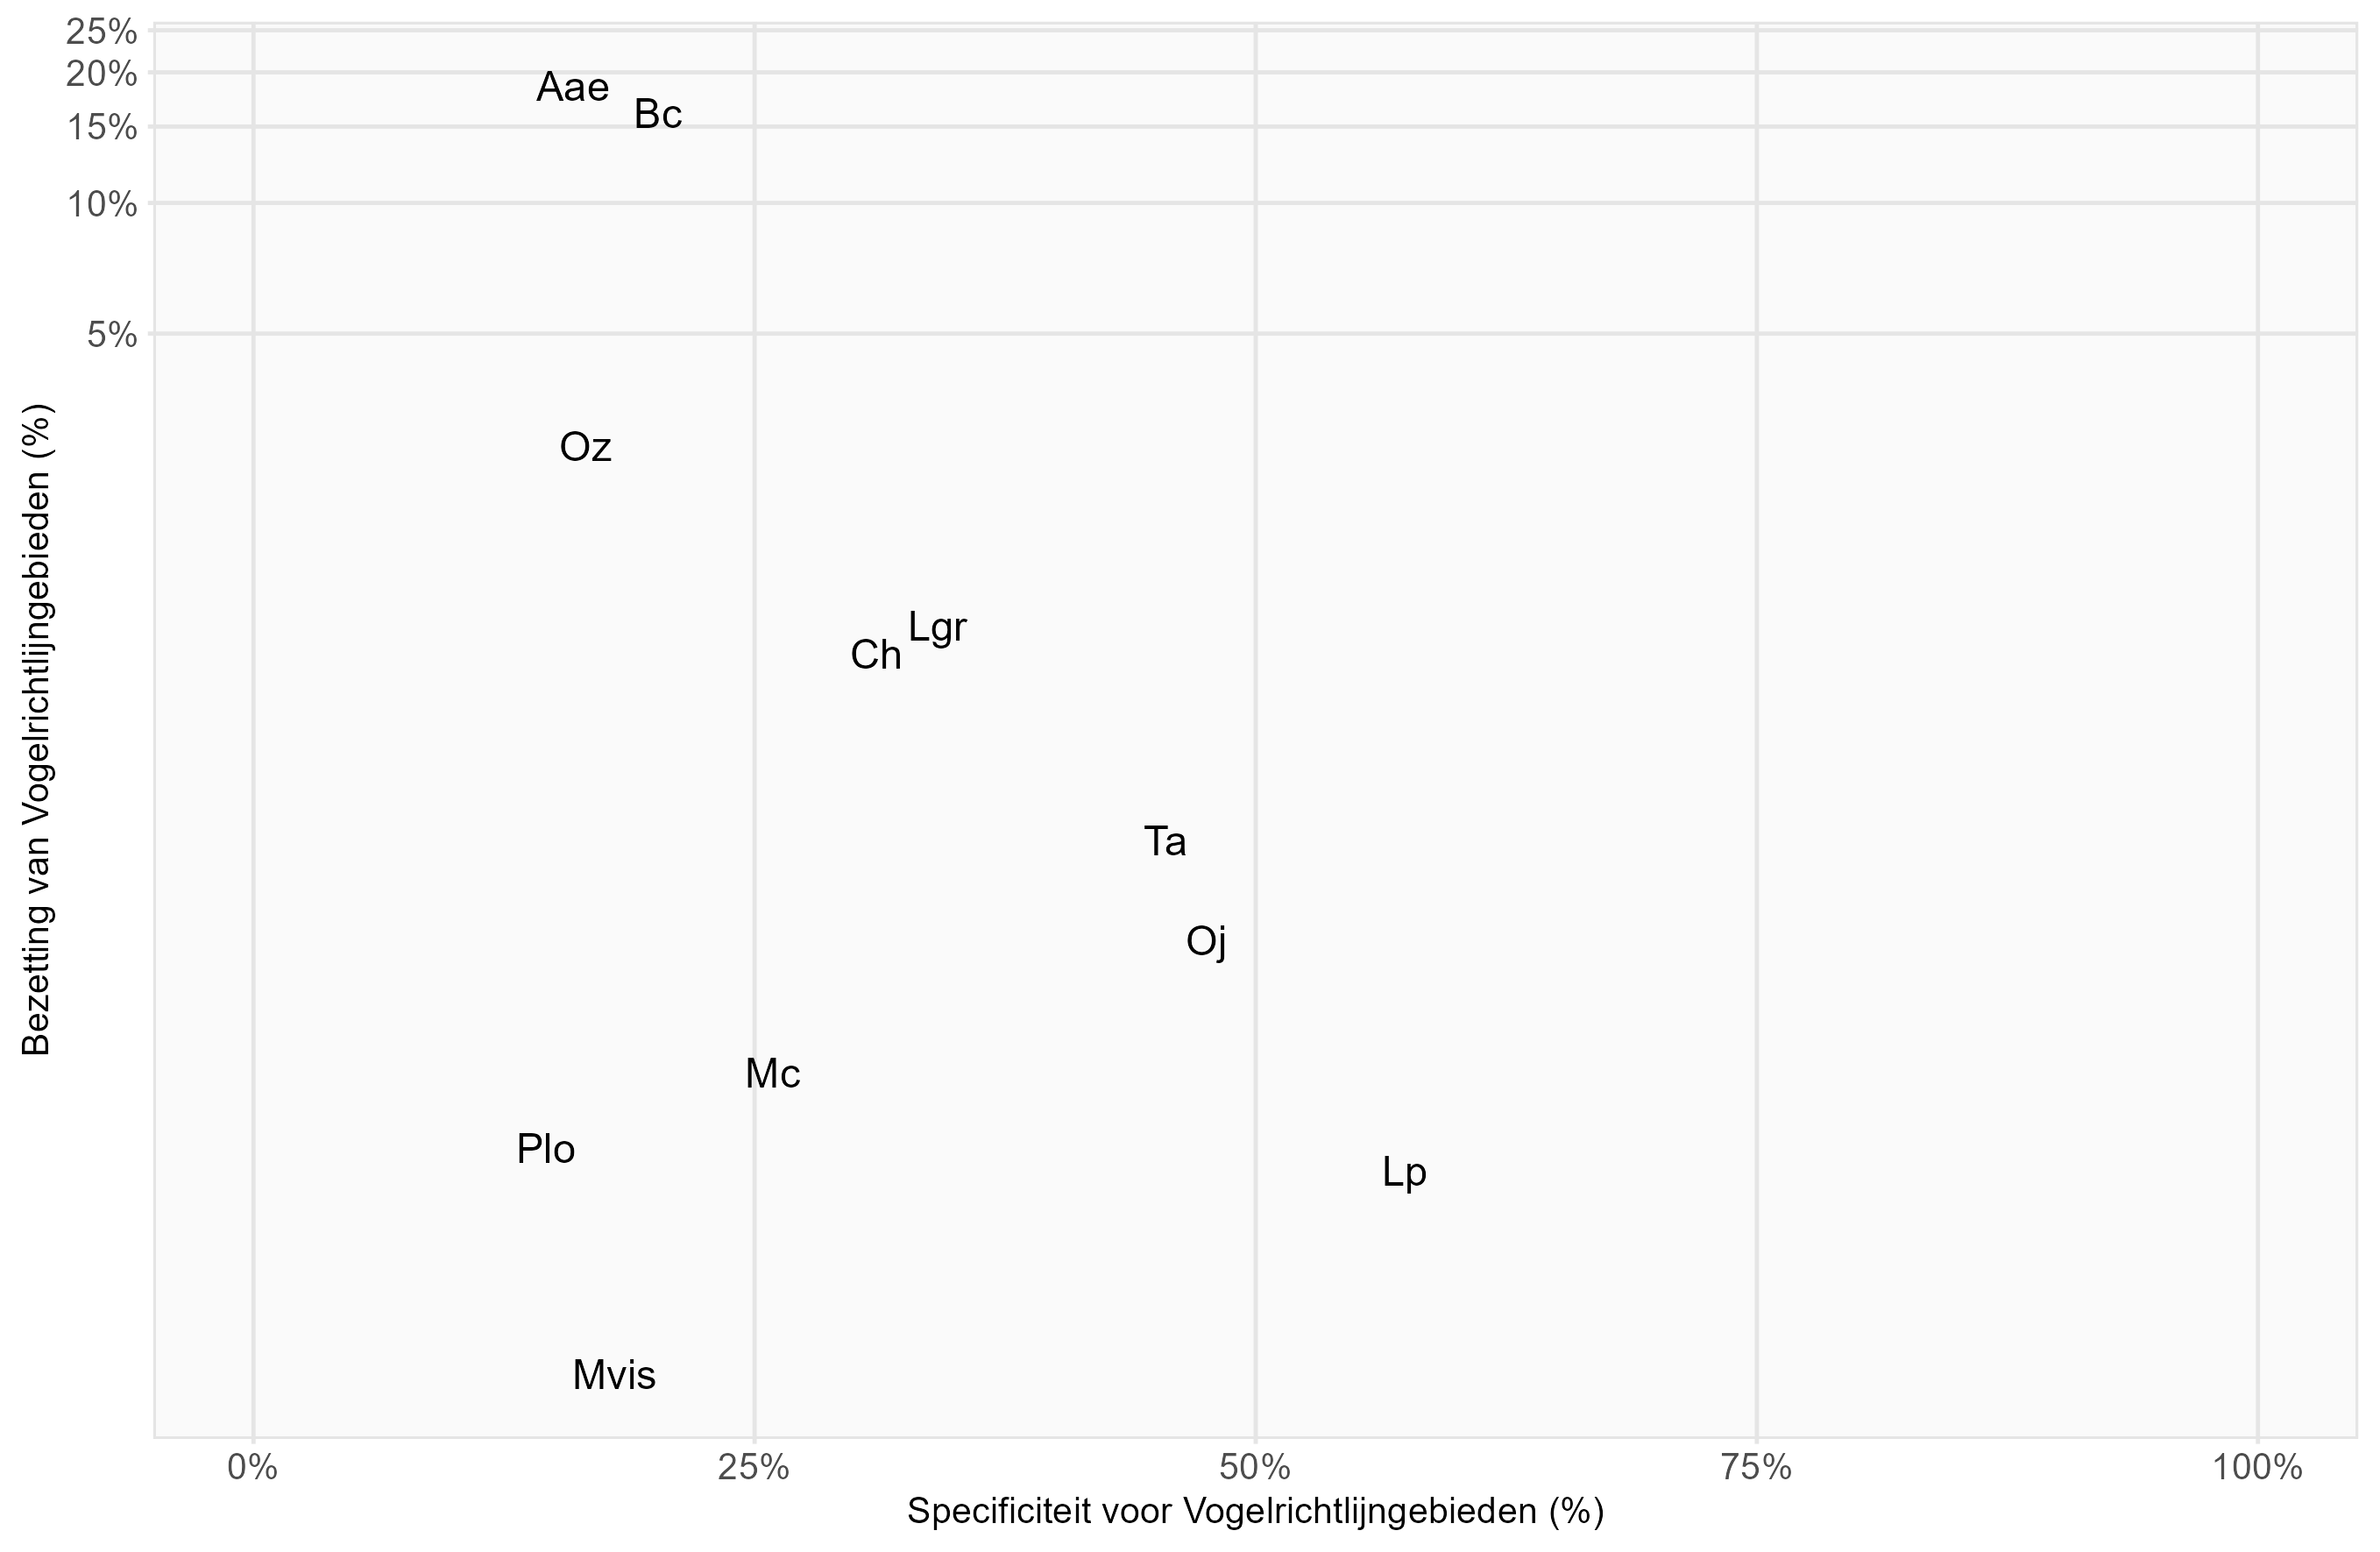 25%
20%
15%
10%
5%
Bezetting van Vogelrichtlijngebieden (%)
Aae
Bc
Oz
Lgr
Ch
Ta
Oj
Mc
Plo
Lp
Mvis
0% 25% 50% 75% 100%
Specificiteit voor Vogelrichtlijngebieden (%)